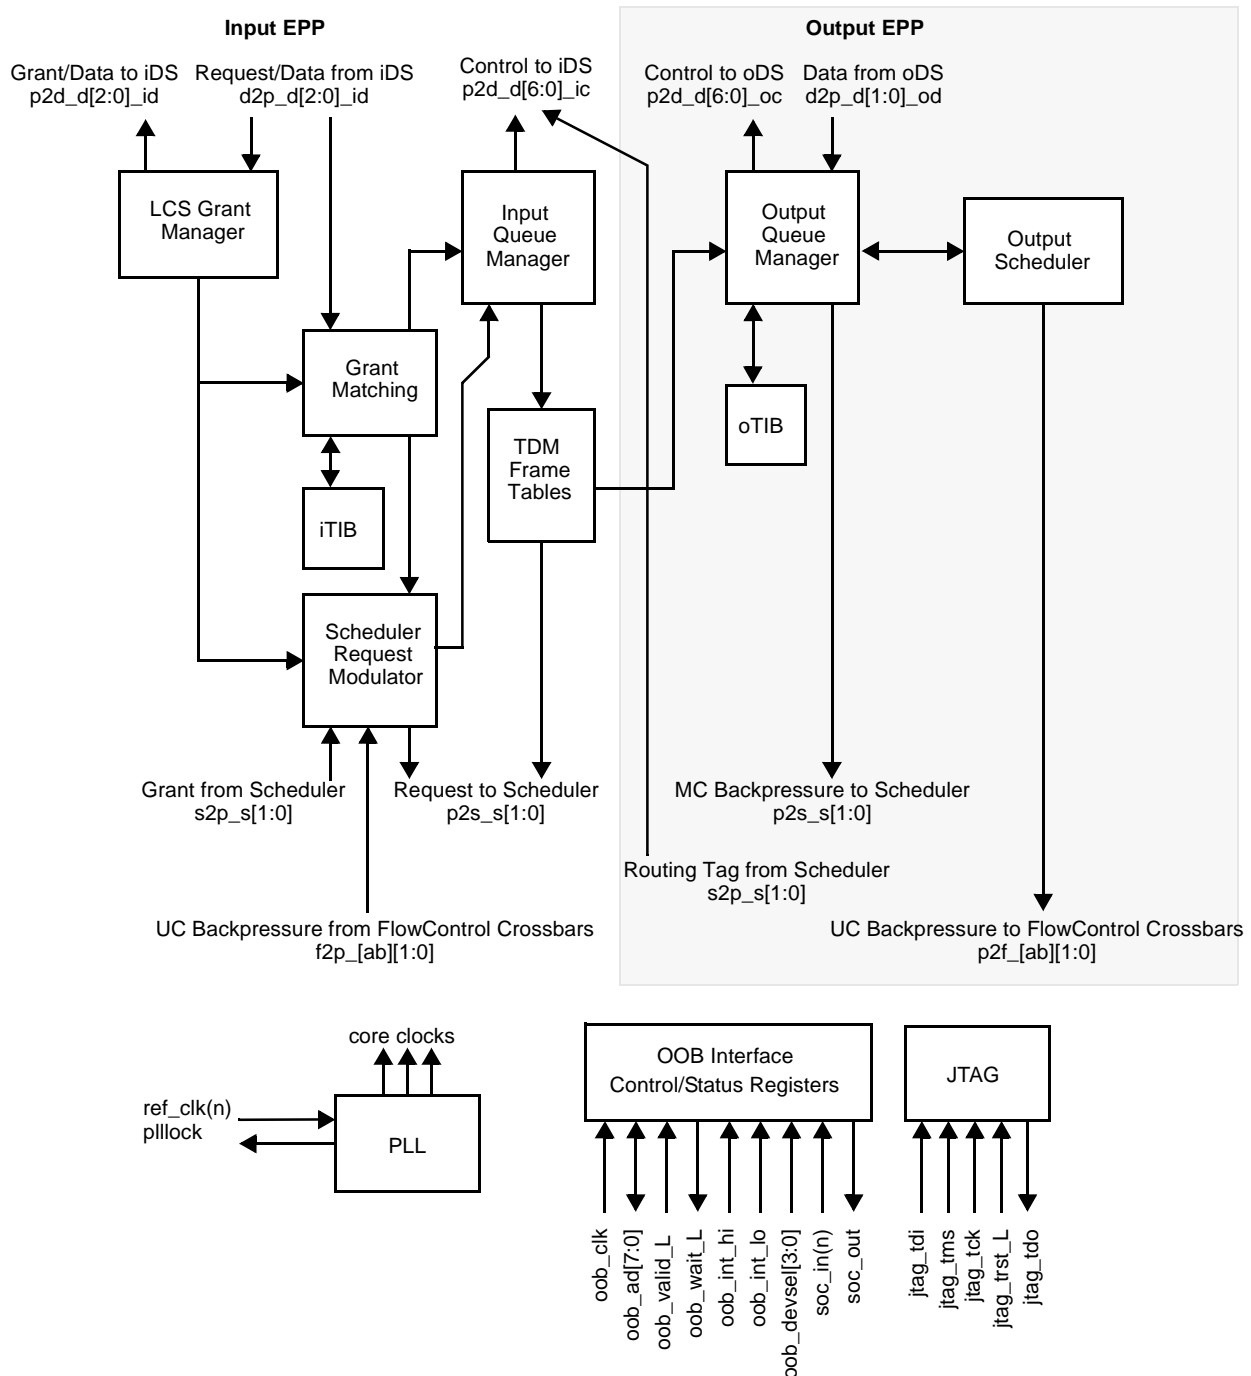 Input EPP
Output EPP
Grant/Data to iDS
p2d_d[2:0]_id
Request/Data from iDS
d2p_d[2:0]_id
Control to iDS
p2d_d[6:0]_ic
Control to oDS
p2d_d[6:0]_oc
Data from oDS
d2p_d[1:0]_od
LCS Grant
Manager
Input
Queue
Manager
Output
Queue
Manager
Output
Scheduler
Grant
Matching
oTIB
TDM
Frame
Tables
iTIB
Scheduler
Request
Modulator
Grant from Scheduler
s2p_s[1:0]
Request to Scheduler
p2s_s[1:0]
MC Backpressure to Scheduler
p2s_s[1:0]
Routing Tag from Scheduler
s2p_s[1:0]
UC Backpressure from FlowControl Crossbars
f2p_[ab][1:0]
UC Backpressure to FlowControl Crossbars
p2f_[ab][1:0]
core clocks
ref_clk(n)
plllock
PLL
OOB Interface
Control/Status Registers
JTAG
oob_clk
oob_ad[7:0]
oob_valid_L
oob_wait_L
oob_int_hi
oob_int_lo
oob_devsel[3:0]
soc_in(n)
soc_out
jtag_tdi
jtag_tms
jtag_tck
jtag_trst_L
jtag_tdo